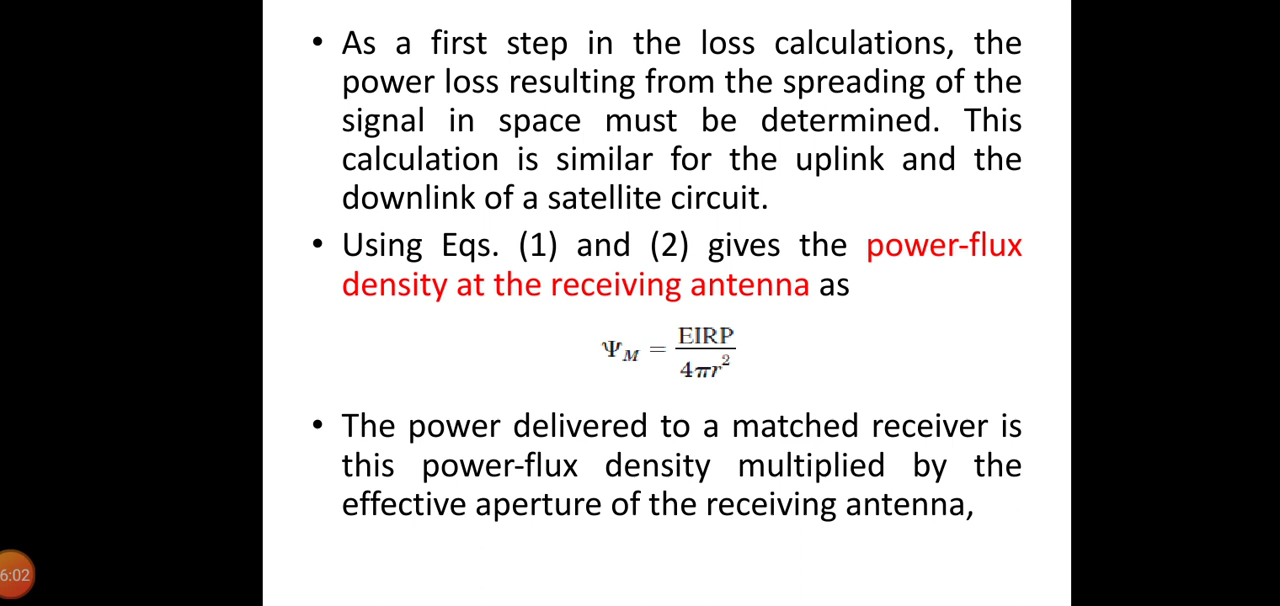 • As a first step in the loss calculations, the
power loss resulting from the spreading of the
signal in space must be determined. This
calculation is similar for the uplink and the
downlink of a satellite circuit.
• Using Eqs. (1) and (2) gives the power-flux
density at the receiving antenna as
Ψ_M = EIRP / 4πr²
• The power delivered to a matched receiver is
this power-flux density multiplied by the
effective aperture of the receiving antenna,
6:02